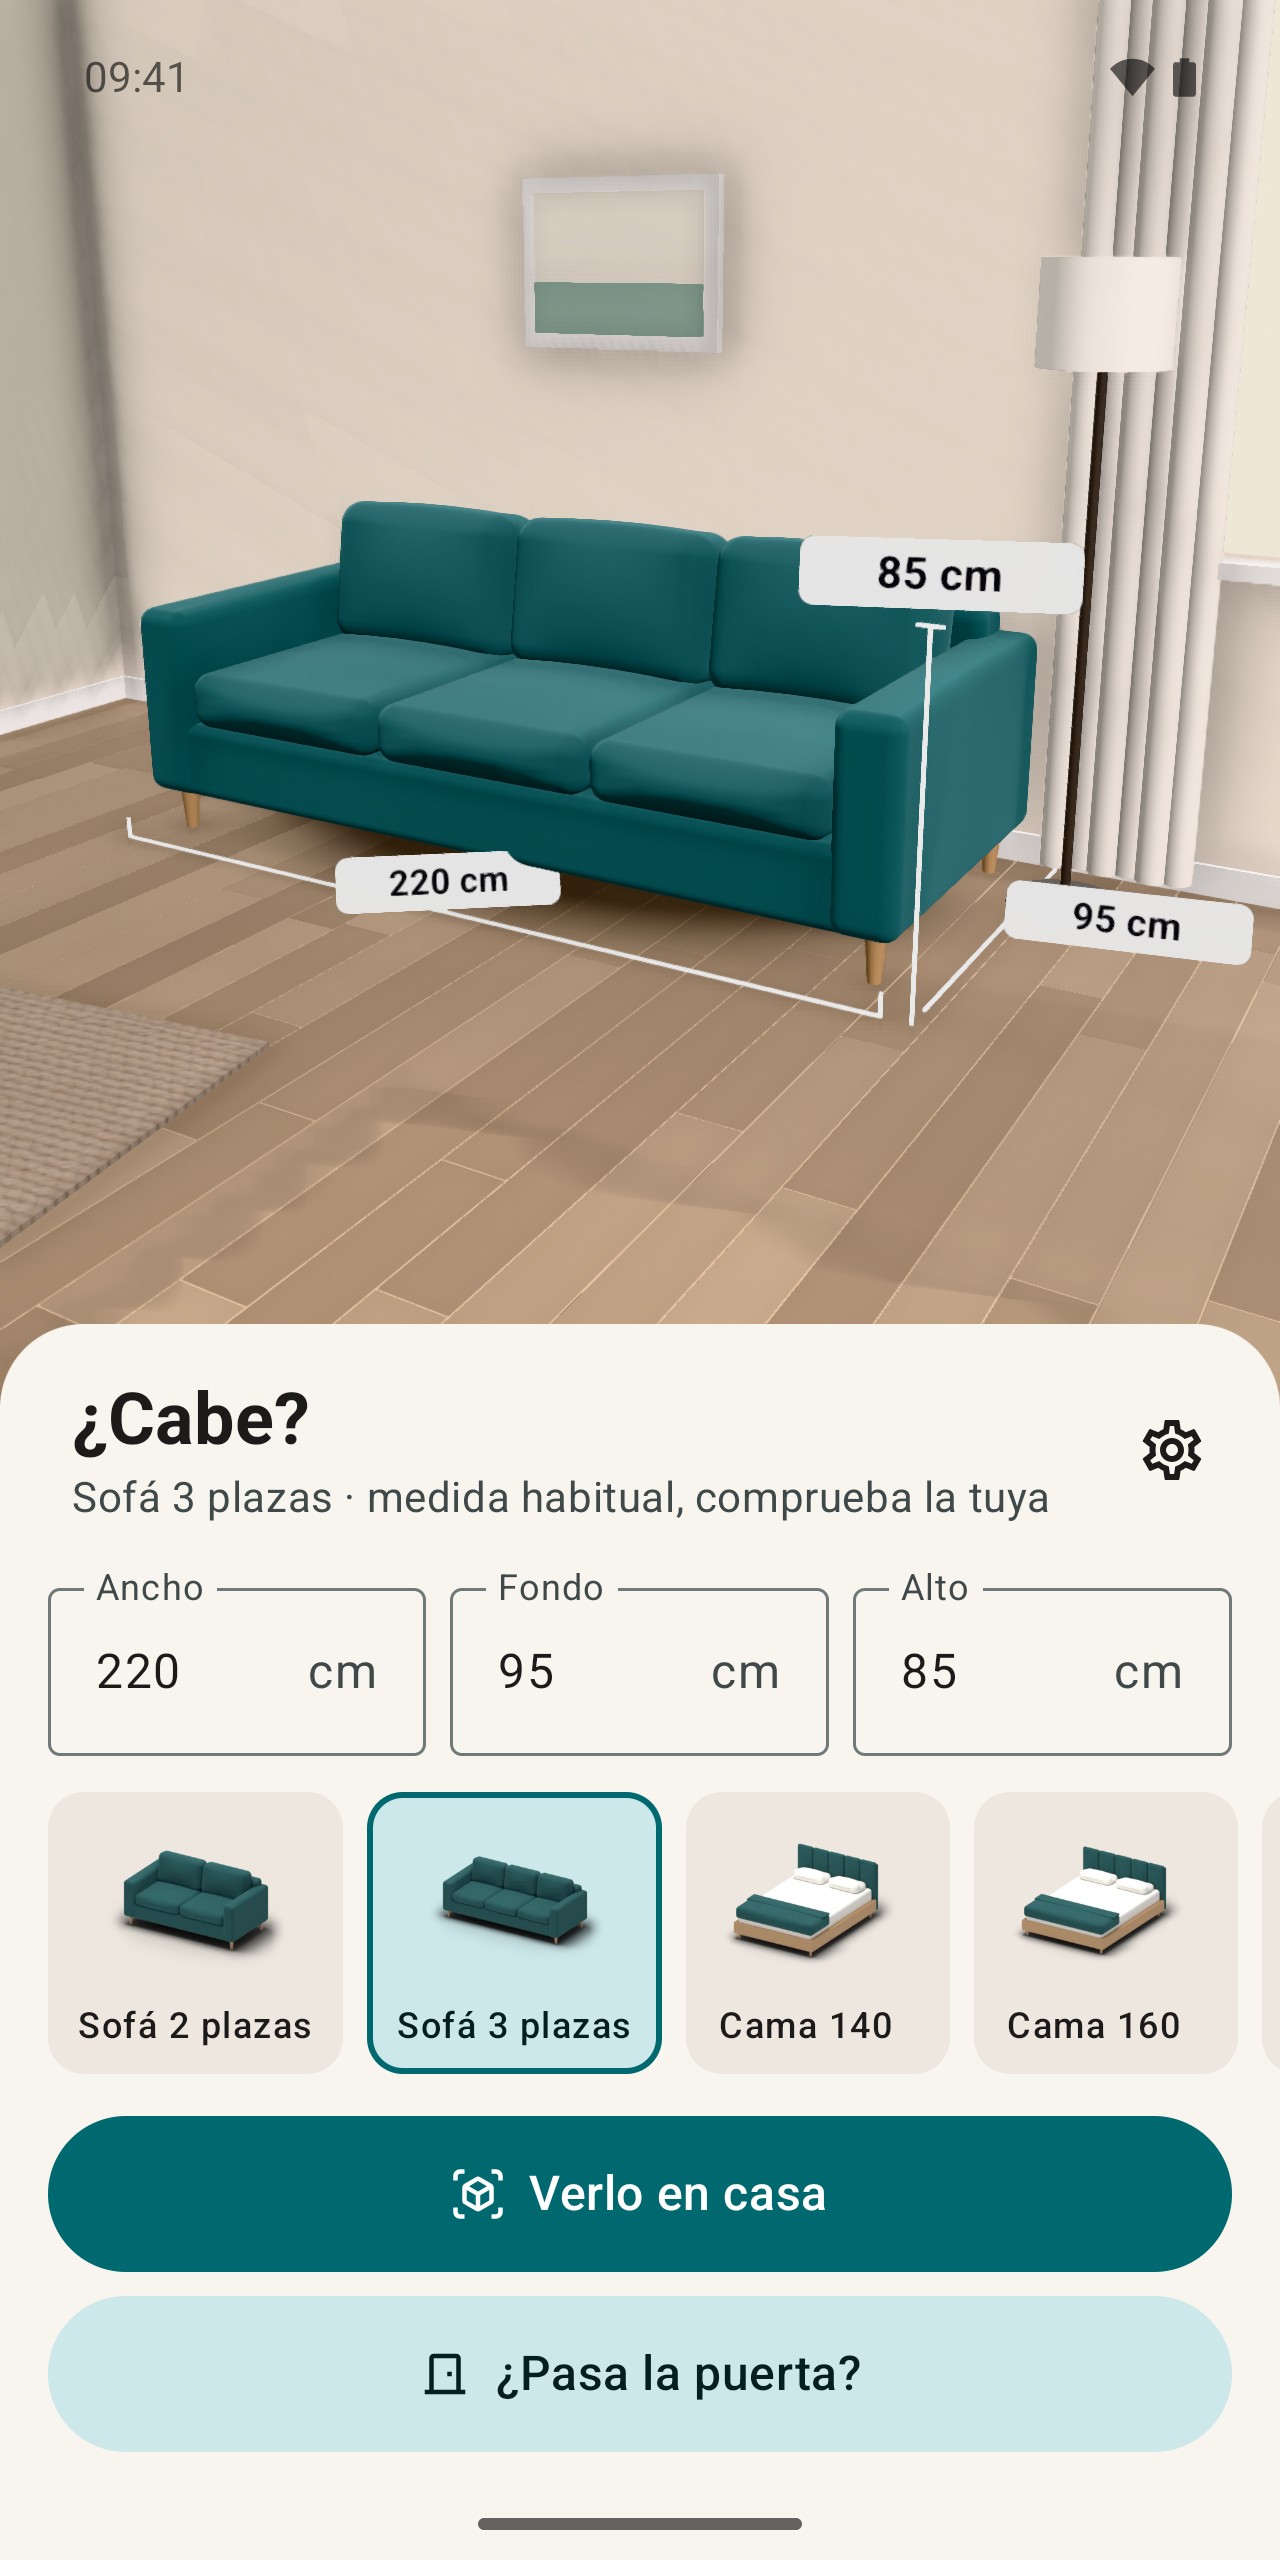 09:41
85 cm
220 cm
95 cm
¿Cabe?
Sofá 3 plazas · medida habitual, comprueba la tuya
Ancho Fondo Alto
220 cm 95 cm 85 cm
Sofá 2 plazas Sofá 3 plazas Cama 140 Cama 160
Verlo en casa
¿Pasa la puerta?